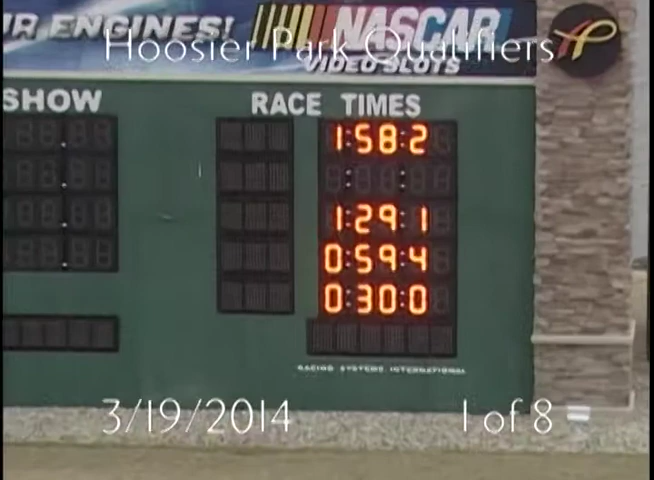 R ENGINES! NASCAR
VIDEO SLOTS
Hoosier Park Qualifiers
SHOW RACE TIMES
1:58:2
1:29:1
0:59:4
0:30:0
RACING SYSTEMS INTERNATIONAL
3/19/2014 1 of 8